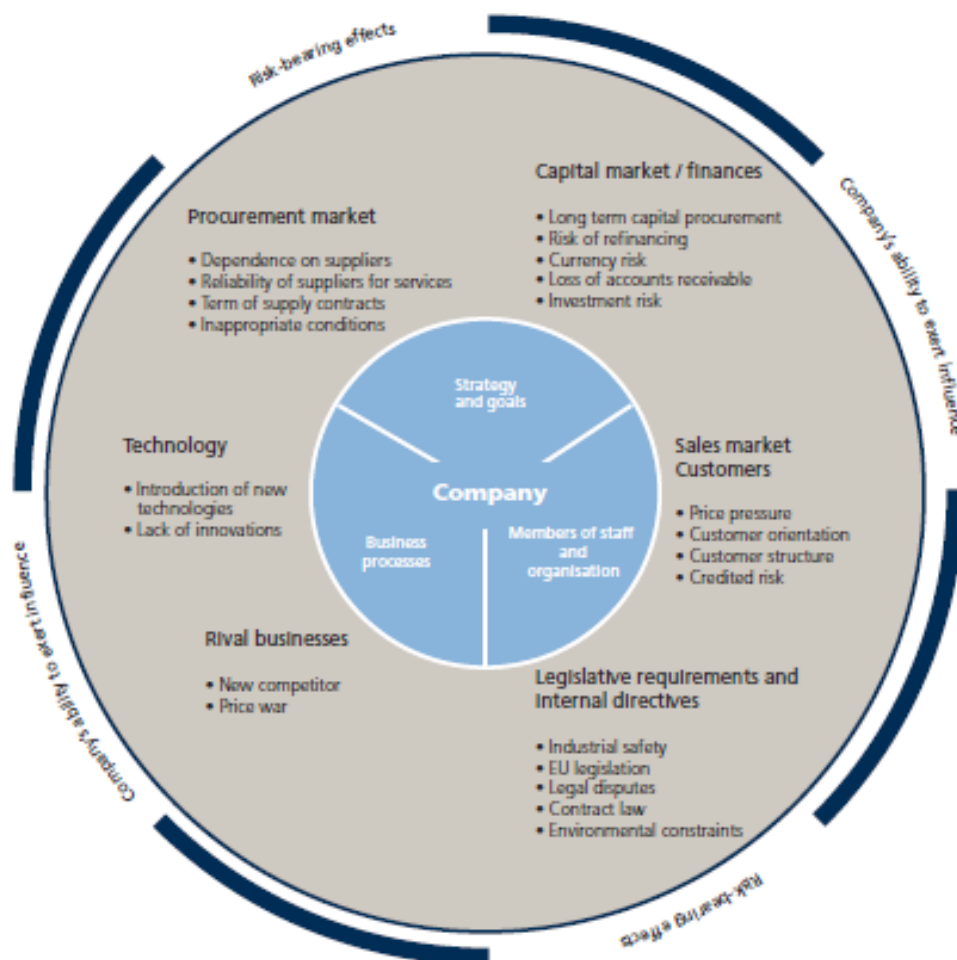 Risk-bearing effects
Company's ability to exert influence
Capital market / finances
• Long term capital procurement
• Risk of refinancing
• Currency risk
• Loss of accounts receivable
• Investment risk
Procurement market
• Dependence on suppliers
• Reliability of suppliers for services
• Term of supply contracts
• Inappropriate conditions
Strategy
and goals
Technology
• Introduction of new
technologies
• Lack of innovations
Company
Business
processes
Members of staff
and
organisation
Sales market
Customers
• Price pressure
• Customer orientation
• Customer structure
• Credited risk
Rival businesses
• New competitor
• Price war
Legislative requirements and
internal directives
• Industrial safety
• EU legislation
• Legal disputes
• Contract law
• Environmental constraints
Company's ability to exert influence
Risk-bearing effects